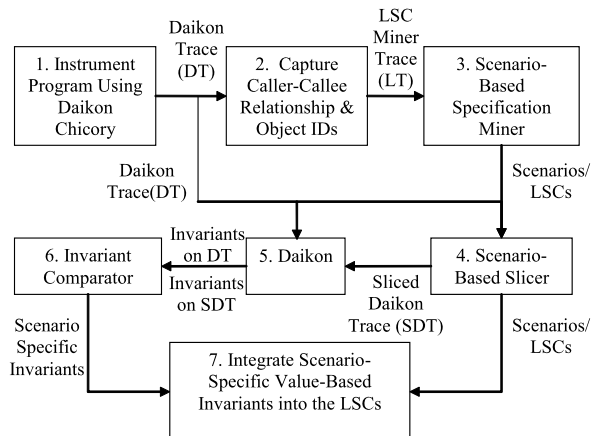 Daikon
Trace
(DT)
LSC
Miner
Trace
(LT)
1. Instrument
Program Using
Daikon
Chicory
2. Capture
Caller-Callee
Relationship &
Object IDs
3. Scenario-
Based
Specification
Miner
Daikon
Trace(DT)
Scenarios/
LSCs
6. Invariant
Comparator
Invariants
on DT
Invariants
on SDT
5. Daikon
4. Scenario-
Based Slicer
Sliced
Daikon
Trace (SDT)
Scenario
Specific
Invariants
Scenarios/
LSCs
7. Integrate Scenario-
Specific Value-Based
Invariants into the LSCs